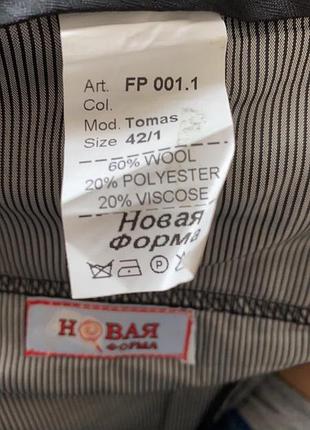 Art. FP 001.1
Col.
Mod. Tomas
Size 42/1
60% WOOL
20% POLYESTER
20% VISCOSE
Новая
Форма
P
НОВАЯ
ФОРМА